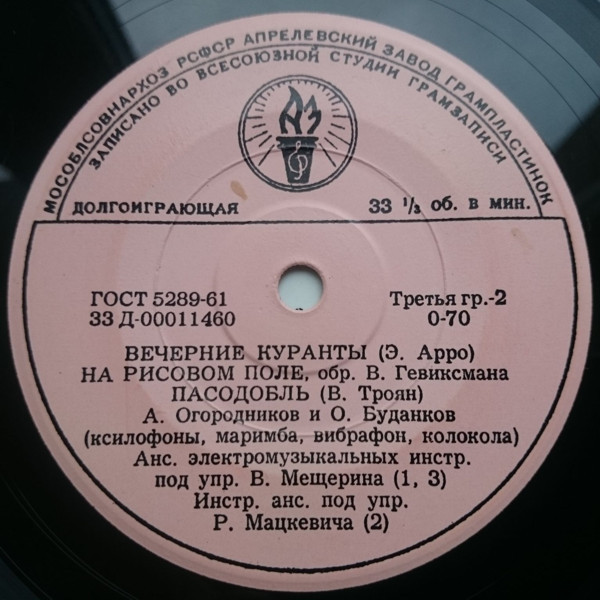 МОСОБЛСОВНАРХОЗ РСФСР АПРЕЛЕВСКИЙ ЗАВОД ГРАМПЛАСТИНОК
ЗАПИСАНО ВО ВСЕСОЮЗНОЙ СТУДИИ ГРАМЗАПИСИ
АЗ
ДОЛГОИГРАЮЩАЯ 33 ⅓ об. в мин.
ГОСТ 5289-61 Третья гр.-2
33 Д-00011460 0-70
ВЕЧЕРНИЕ КУРАНТЫ (Э. Арро)
НА РИСОВОМ ПОЛЕ, обр. В. Гевиксмана
ПАСОДОБЛЬ (В. Троян)
А. Огородников и О. Буданков
(ксилофоны, маримба, вибрафон, колокола)
Анс. электромузыкальных инстр.
под упр. В. Мещерина (1, 3)
Инстр. анс. под упр.
Р. Мацкевича (2)